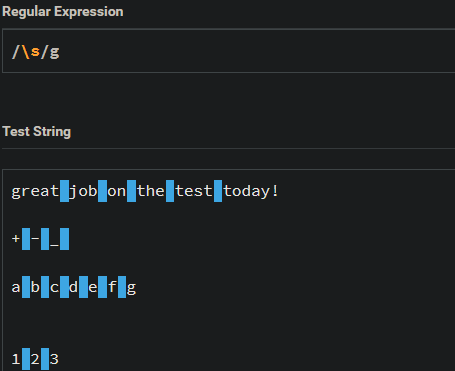 Regular Expression
/\s/g
Test String
great job on the test today!
+ - _
a b c d e f g
1 2 3